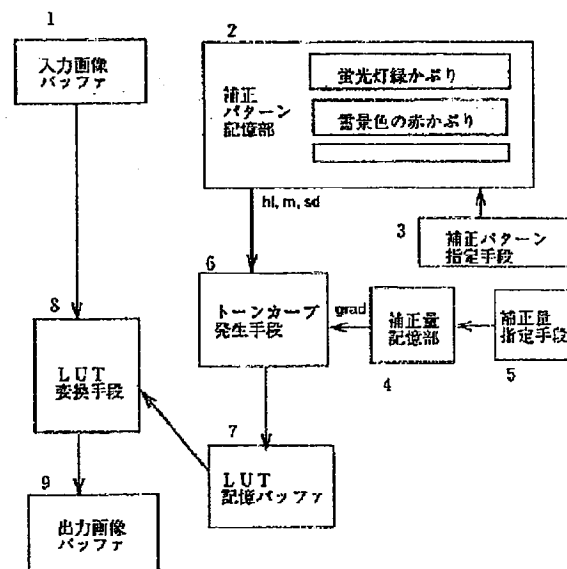 1
入力画像
バッファ
2
補正
パターン
記憶部
蛍光灯緑かぶり
雪景色の赤かぶり
hl, m, sd
3
補正パターン
指定手段
6
トーンカーブ
発生手段
grad
補正量
記憶部
4
補正量
指定手段
5
8
LUT
変換手段
7
LUT
記憶バッファ
9
出力画像
バッファ